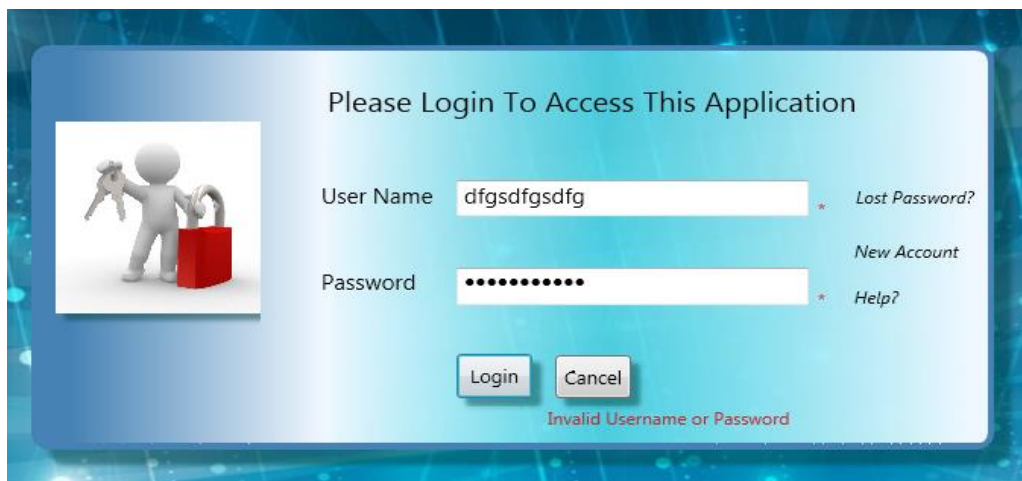 Please Login To Access This Application
User Name dfgsdfgsdfg * Lost Password?
New Account
Password ●●●●●●●●●●● * Help?
Login Cancel
Invalid Username or Password